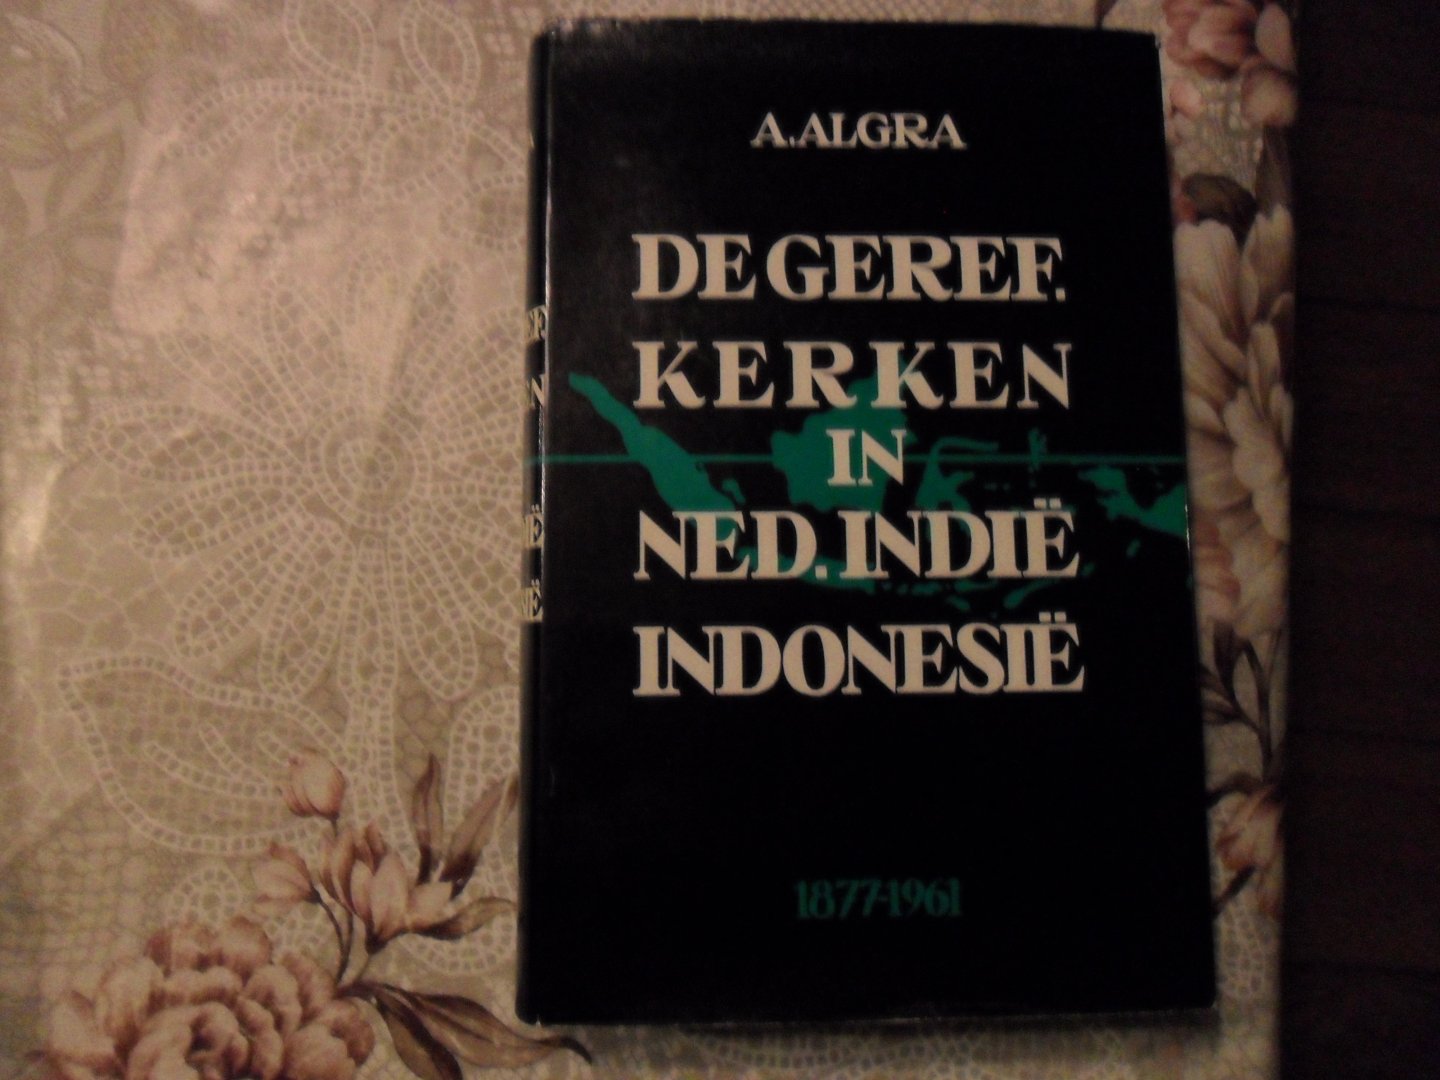 A. ALGRA
DE GEREF.
KERKEN
IN
NED. INDIË
INDONESIË
1877-1961